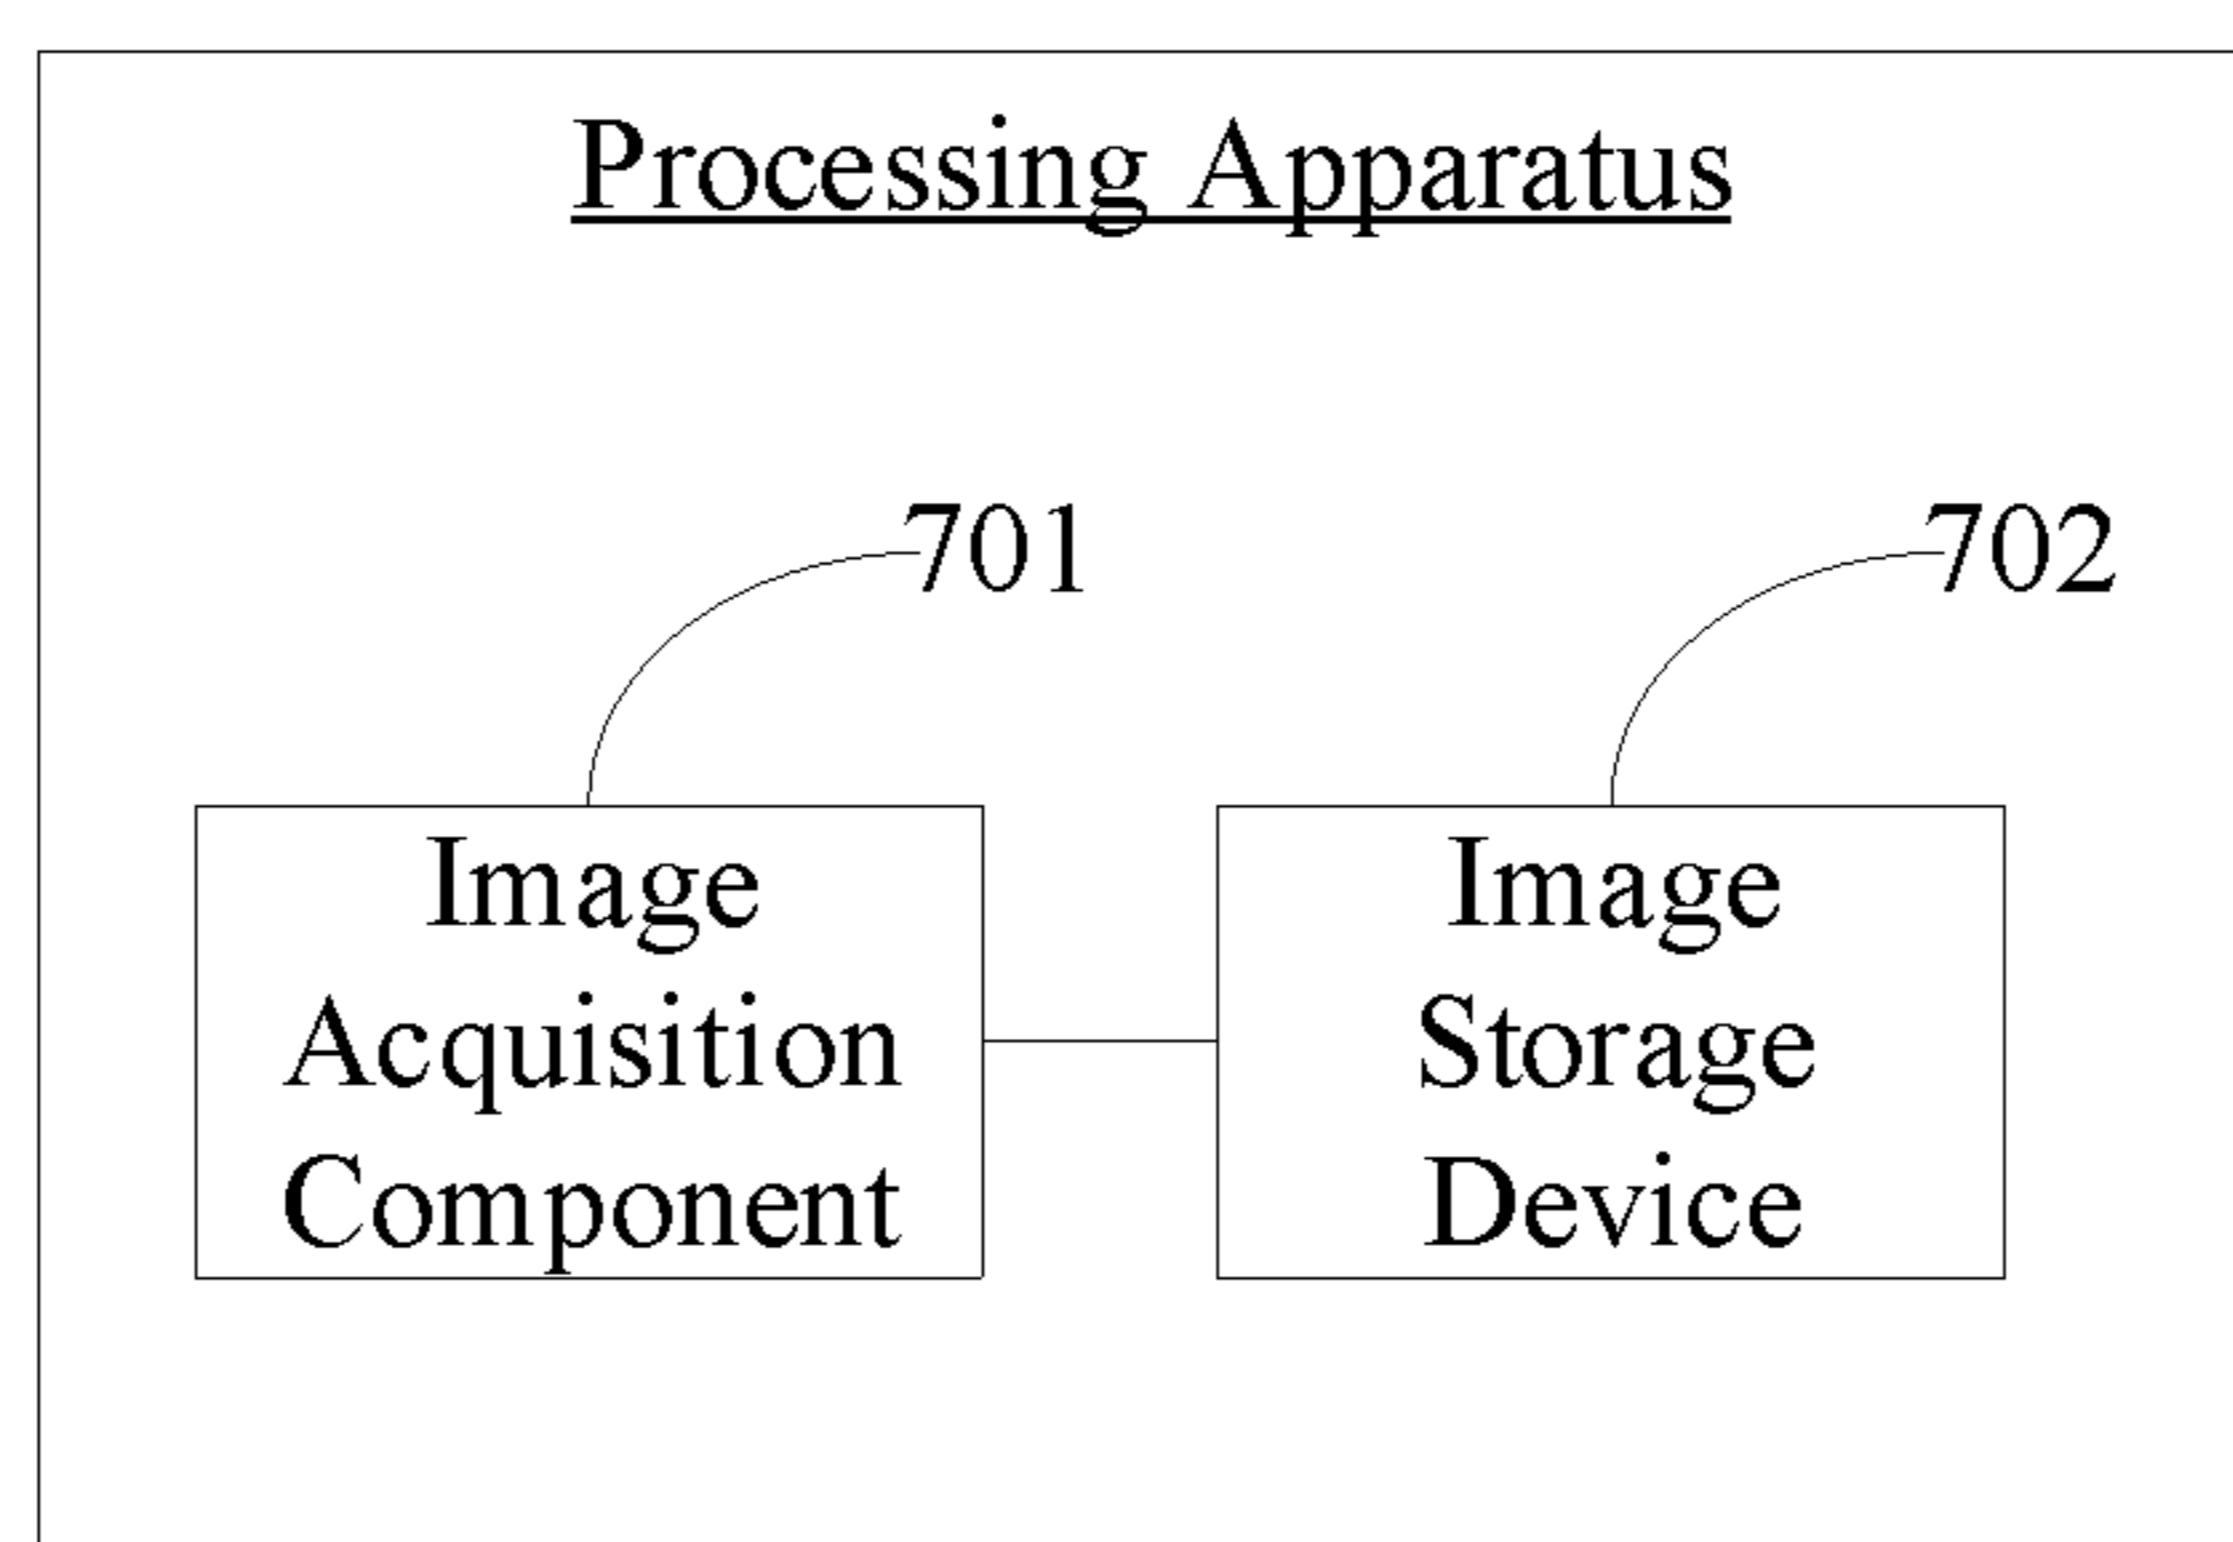 Processing Apparatus
701
702
Image
Acquisition
Component
Image
Storage
Device